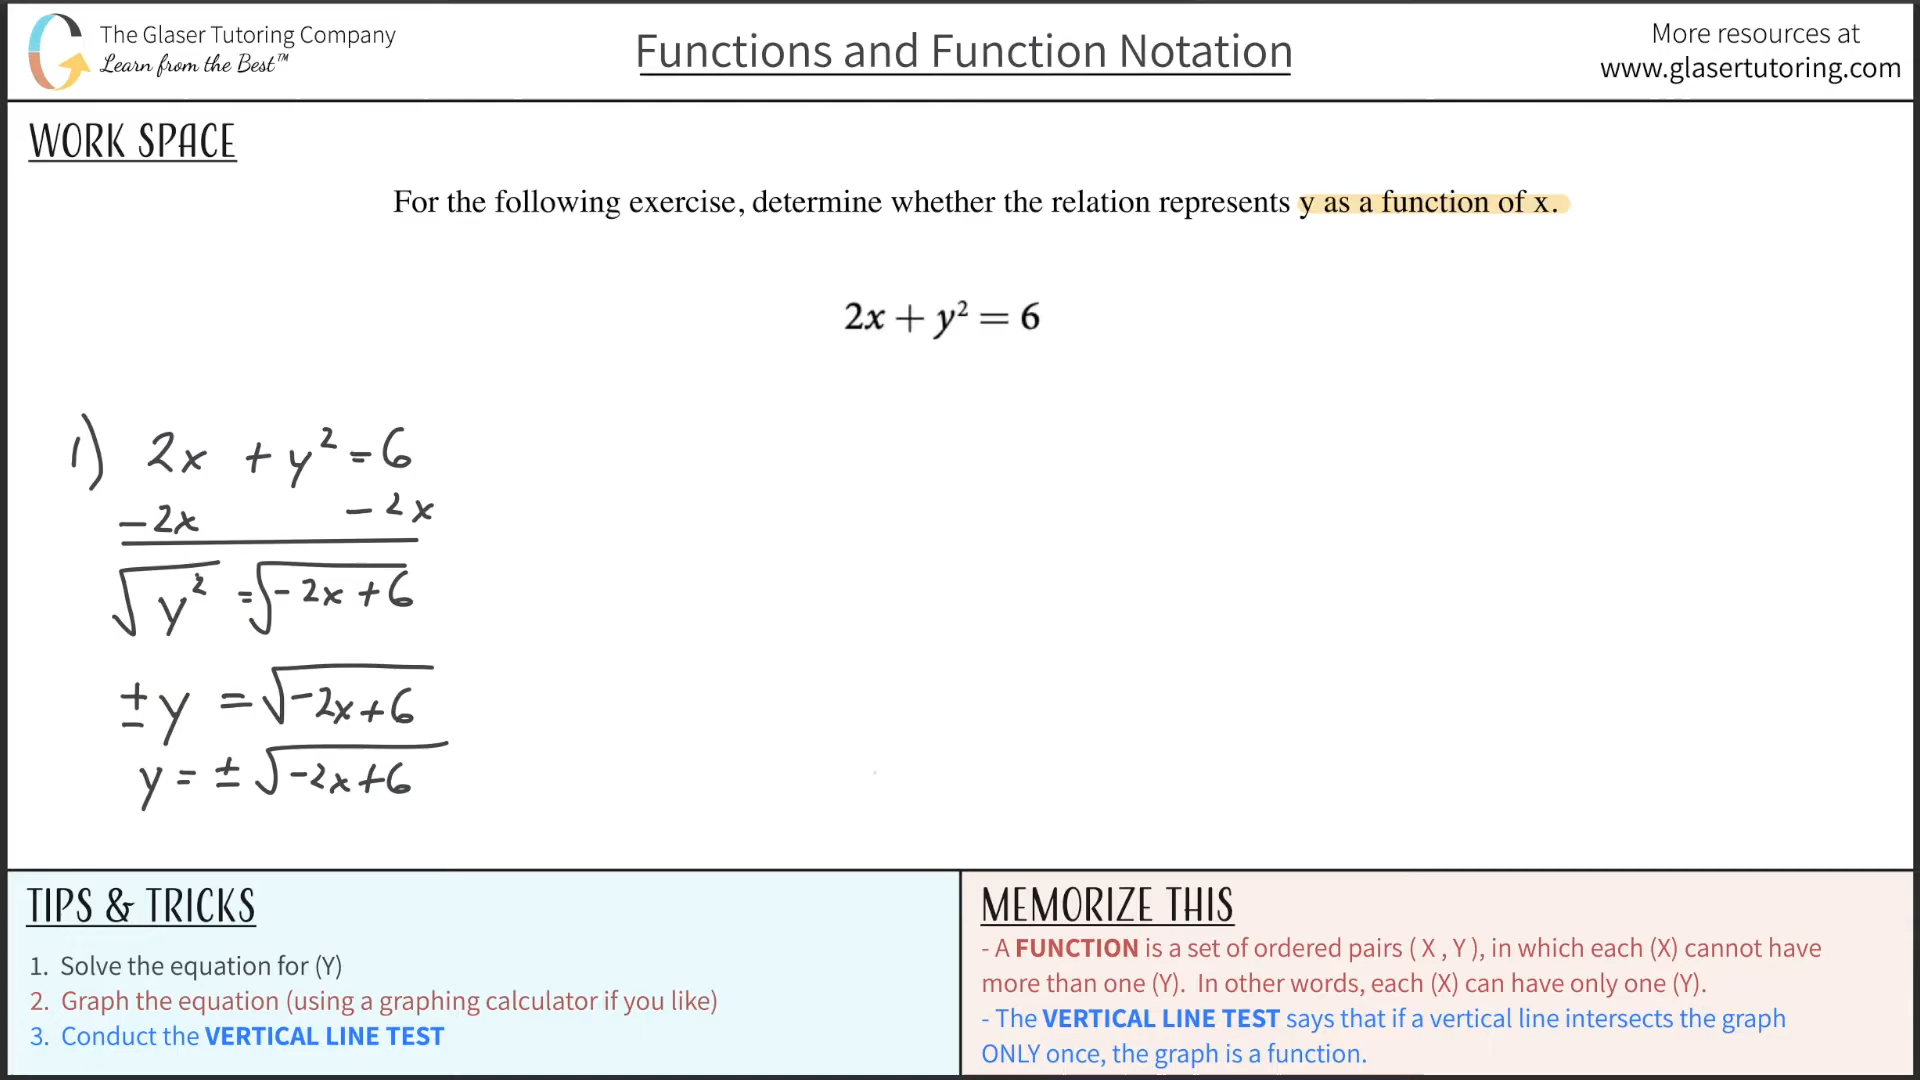 The Glaser Tutoring Company
Learn from the Best™
Functions and Function Notation
More resources at
www.glasertutoring.com
WORK SPACE
For the following exercise, determine whether the relation represents y as a function of x.
2x + y² = 6
1) 2x + y² = 6
-2x - 2x
√y² = √-2x + 6
± y = √-2x + 6
y = ± √-2x + 6
TIPS & TRICKS
1. Solve the equation for (Y)
2. Graph the equation (using a graphing calculator if you like)
3. Conduct the VERTICAL LINE TEST
MEMORIZE THIS
- A FUNCTION is a set of ordered pairs ( X , Y ), in which each (X) cannot have
more than one (Y). In other words, each (X) can have only one (Y).
- The VERTICAL LINE TEST says that if a vertical line intersects the graph
ONLY once, the graph is a function.